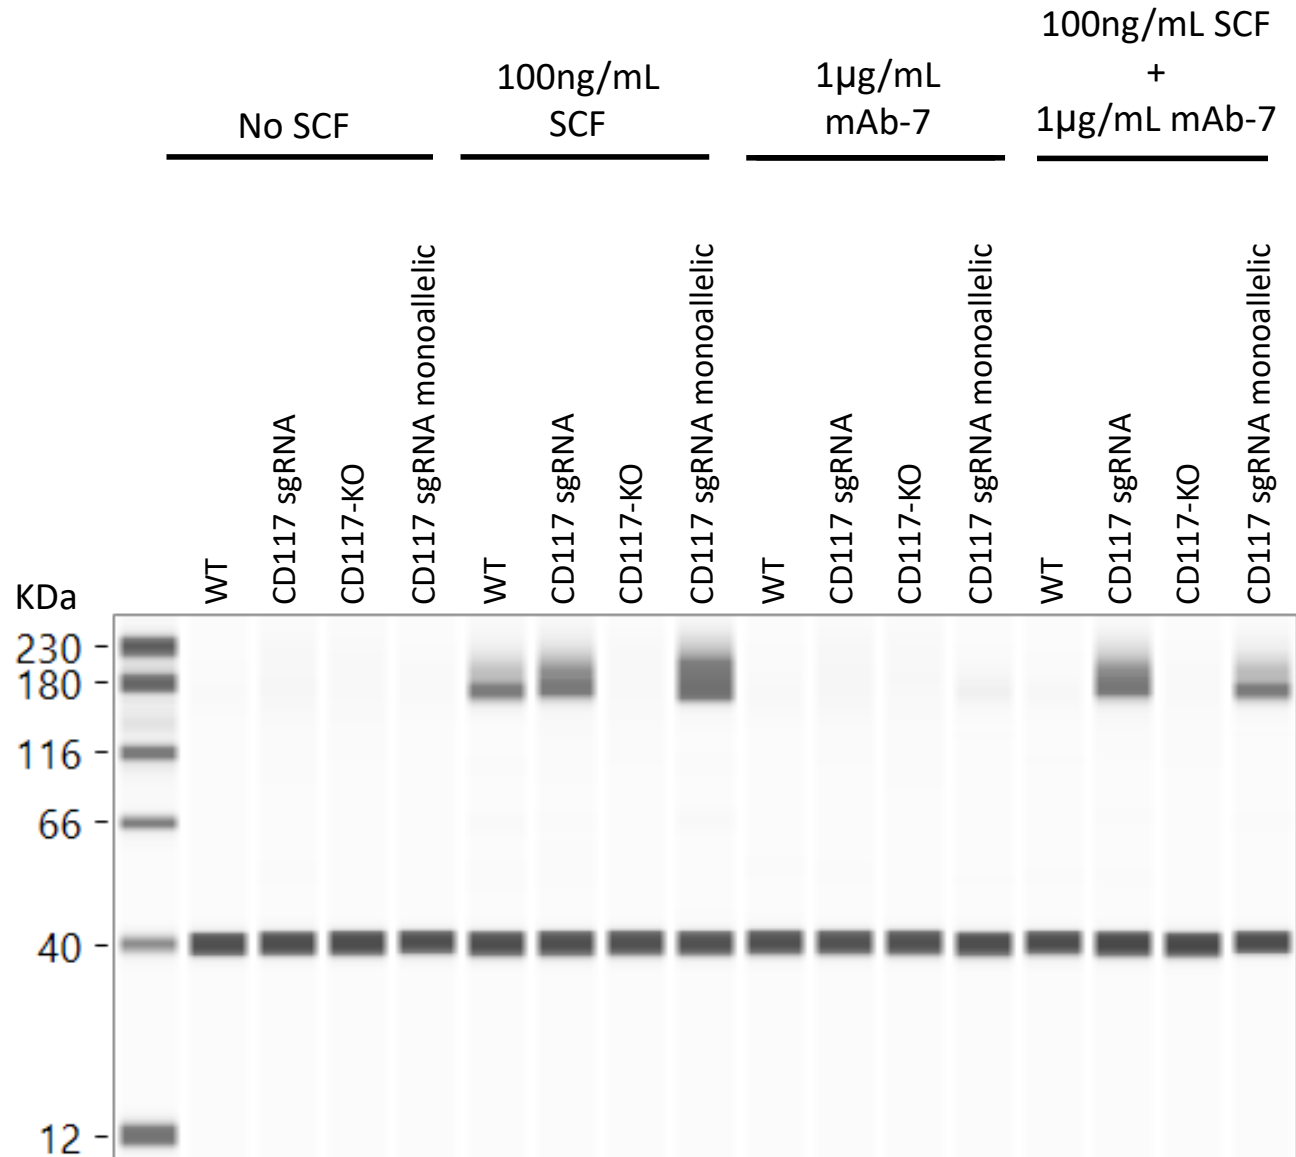 100ng/mL SCF
+
1µg/mL mAb-7
100ng/mL
SCF
1µg/mL
mAb-7
No SCF
WT
CD117 sgRNA
CD117-KO
CD117 sgRNA monoallelic
WT
CD117 sgRNA
CD117-KO
CD117 sgRNA monoallelic
WT
CD117 sgRNA
CD117-KO
CD117 sgRNA monoallelic
WT
CD117 sgRNA
CD117-KO
CD117 sgRNA monoallelic
KDa
230
180
116
66
40
12